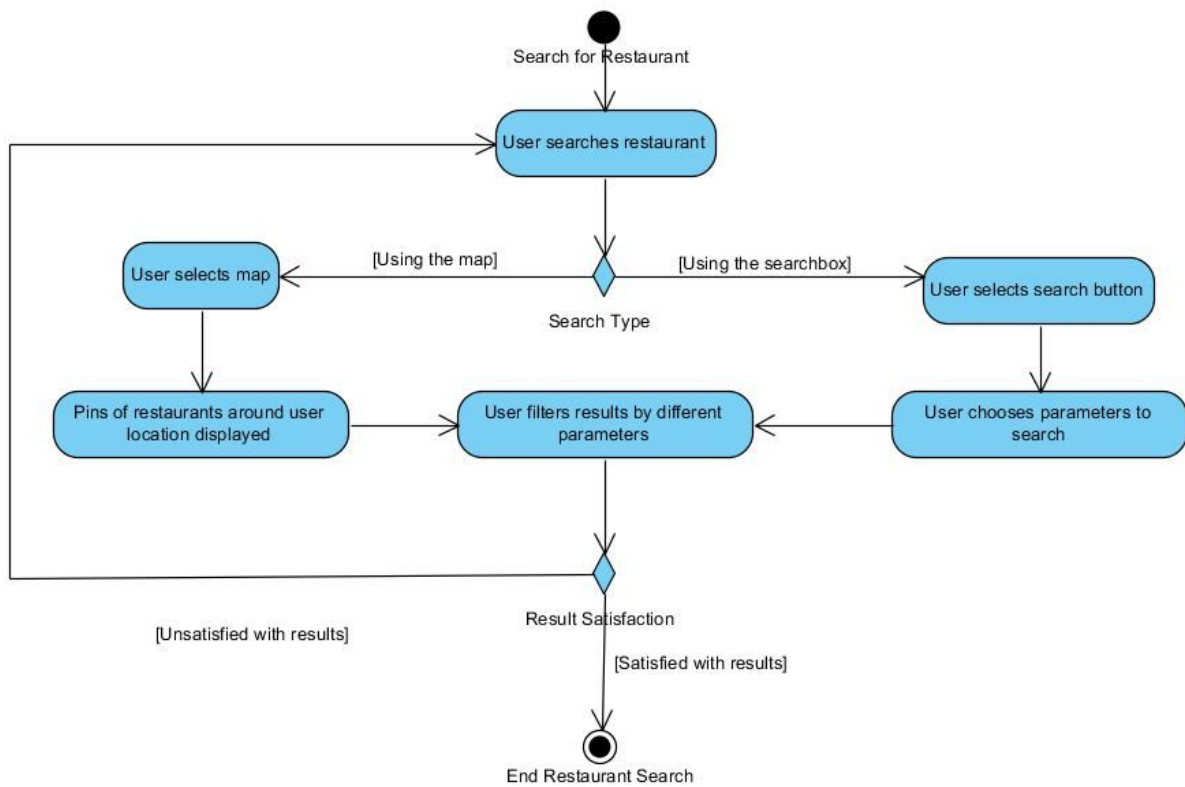 Search for Restaurant
User searches restaurant
[Using the map]
[Using the searchbox]
User selects map
User selects search button
Search Type
Pins of restaurants around user
location displayed
User filters results by different
parameters
User chooses parameters to
search
Result Satisfaction
[Unsatisfied with results]
[Satisfied with results]
End Restaurant Search